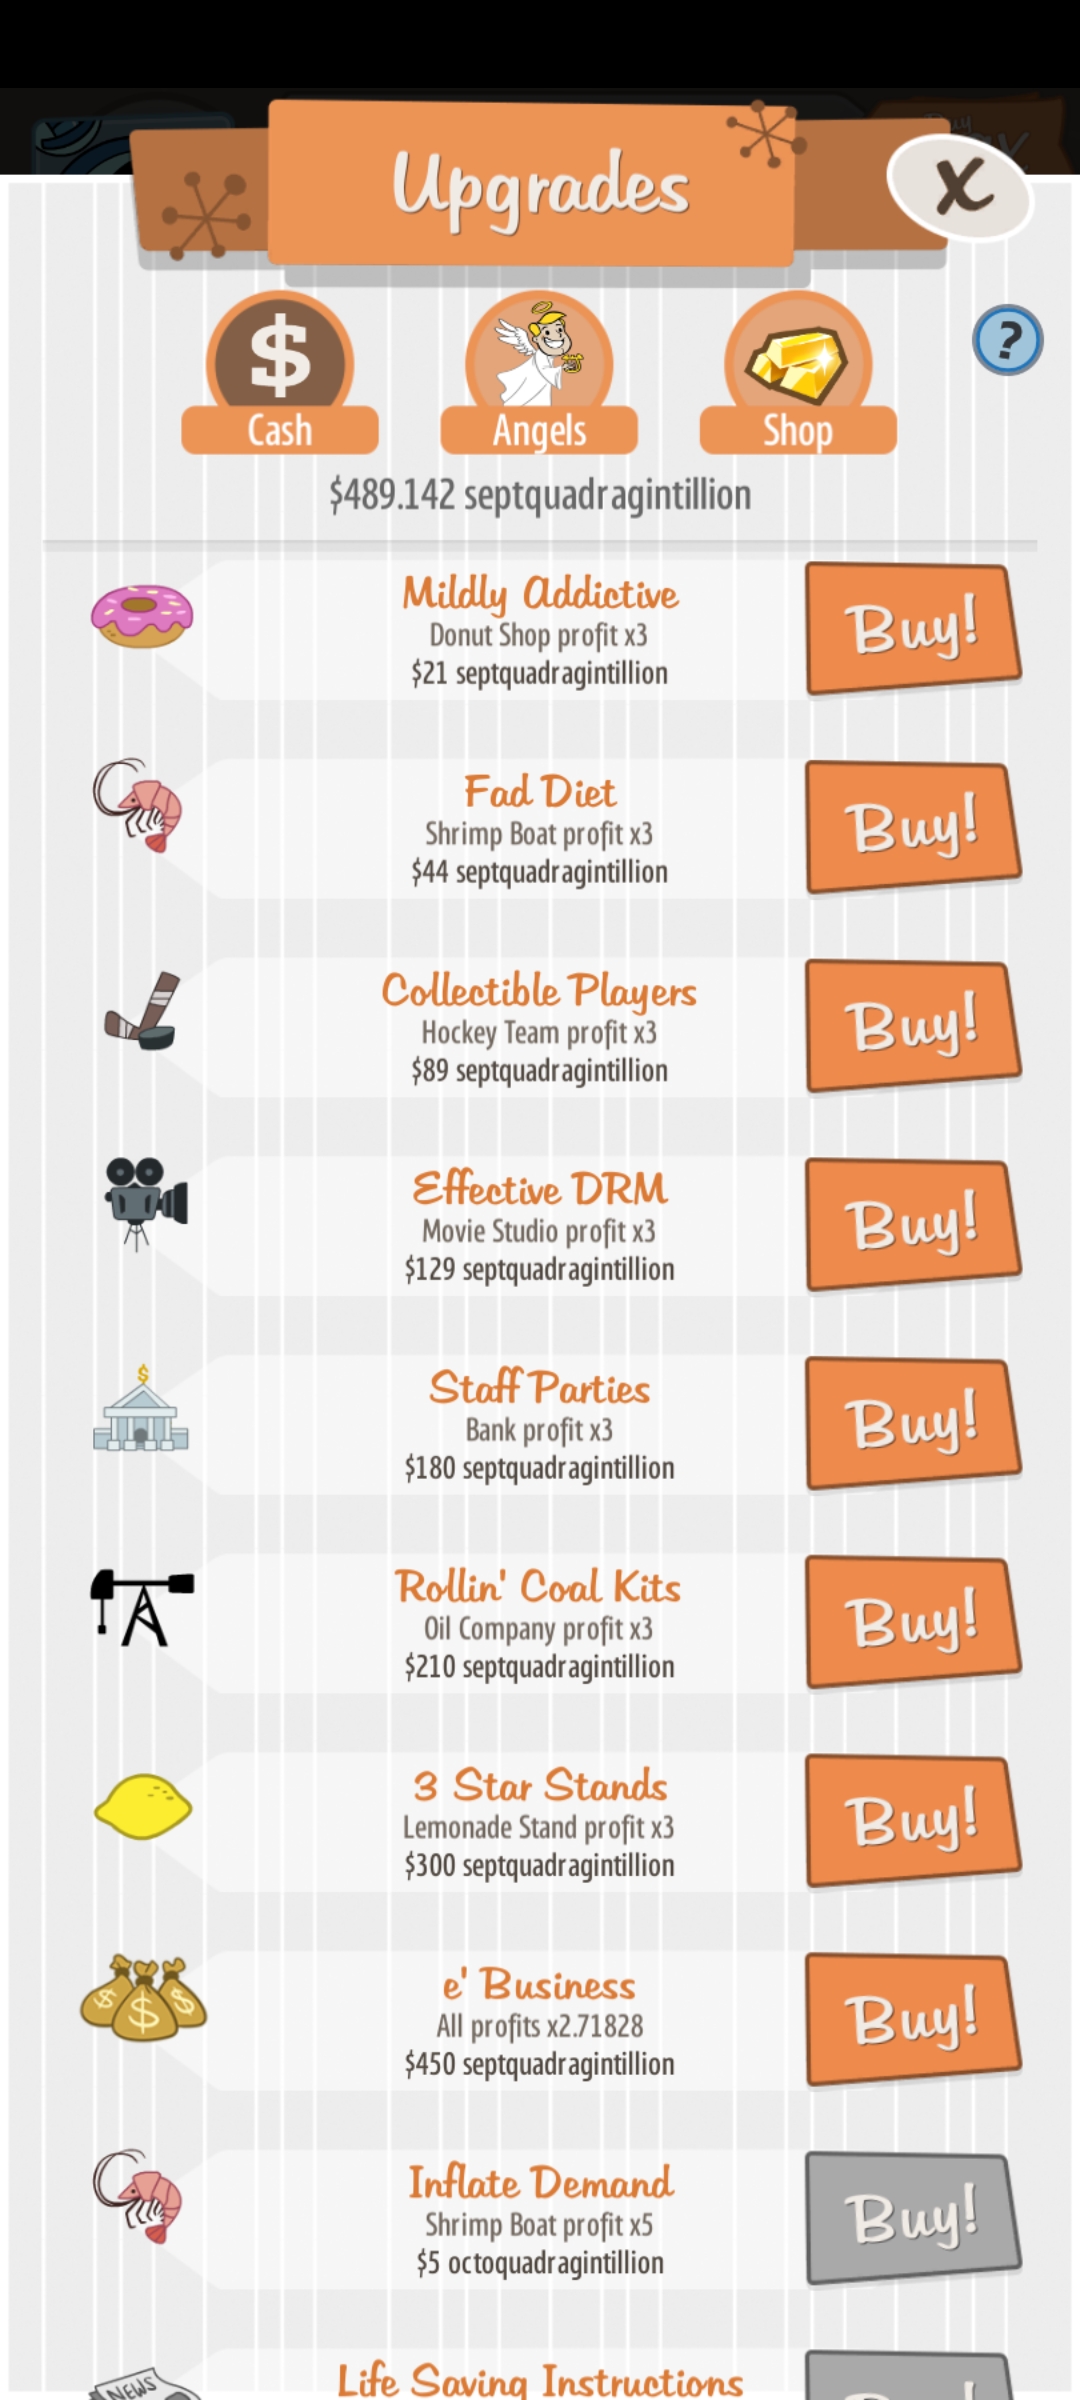 Buy
Upgrades
X
$
Cash
Angels
Shop
?
$489.142 septquadragintillion
Mildly Addictive
Donut Shop profit x3
$21 septquadragintillion
Buy!
Fad Diet
Shrimp Boat profit x3
$44 septquadragintillion
Buy!
Collectible Players
Hockey Team profit x3
$89 septquadragintillion
Buy!
Effective DRM
Movie Studio profit x3
$129 septquadragintillion
Buy!
$
Staff Parties
Bank profit x3
$180 septquadragintillion
Buy!
Rollin' Coal Kits
Oil Company profit x3
$210 septquadragintillion
Buy!
3 Star Stands
Lemonade Stand profit x3
$300 septquadragintillion
Buy!
$ $ $
e' Business
All profits x2.71828
$450 septquadragintillion
Buy!
Inflate Demand
Shrimp Boat profit x5
$5 octoquadragintillion
Buy!
NEWS
Life Saving Instructions